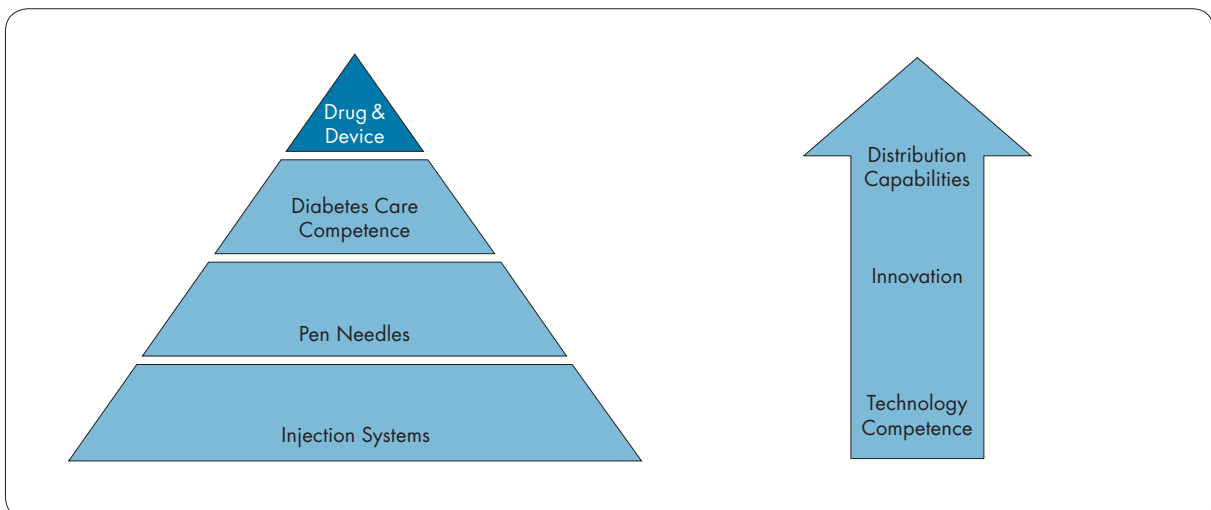 Drug &
Device
Diabetes Care
Competence
Pen Needles
Injection Systems
Distribution
Capabilities
Innovation
Technology
Competence